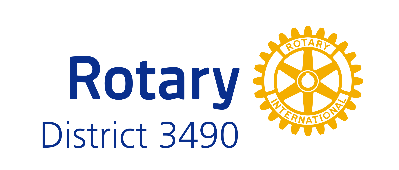 Rotary
District 3490
ROTARY
INTERNATIONAL